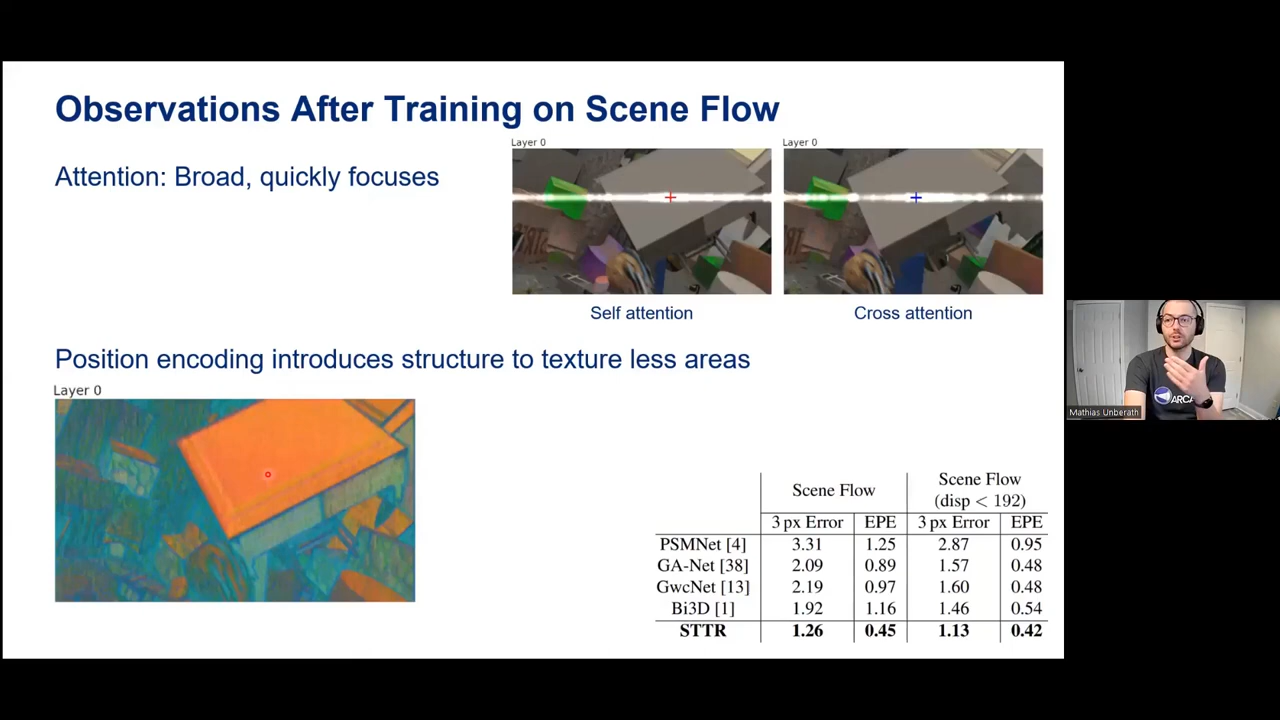 Observations After Training on Scene Flow
Attention: Broad, quickly focuses
Layer 0
Layer 0
Self attention
Cross attention
Position encoding introduces structure to texture less areas
Layer 0
Scene Flow
Scene Flow
(disp < 192)
3 px Error EPE 3 px Error EPE
PSMNet [4] 3.31 1.25 2.87 0.95
GA-Net [38] 2.09 0.89 1.57 0.48
GwcNet [13] 2.19 0.97 1.60 0.48
Bi3D [1] 1.92 1.16 1.46 0.54
STTR 1.26 0.45 1.13 0.42
ARCA
Mathias Unberath